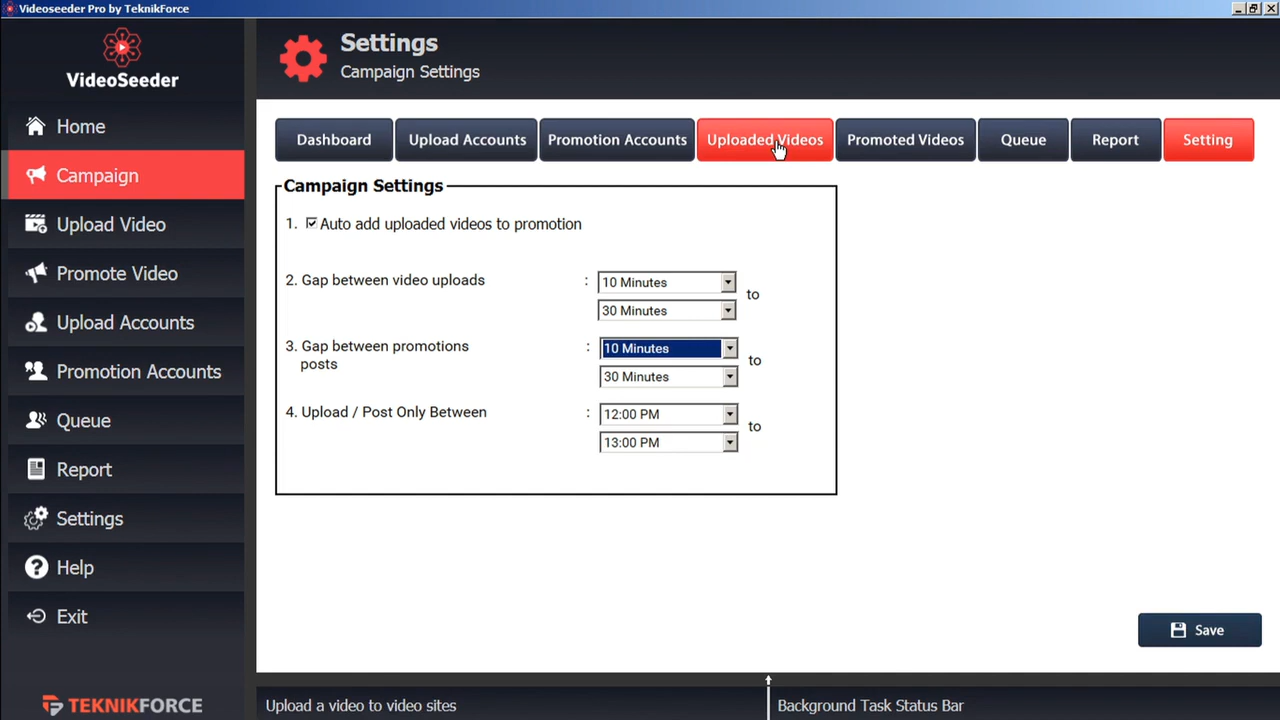 Videoseeder Pro by TeknikForce
VideoSeeder
Home
Campaign
Upload Video
Promote Video
Upload Accounts
Promotion Accounts
Queue
Report
Settings
Help
Exit
TEKNIKFORCE
Settings
Campaign Settings
Dashboard
Upload Accounts
Promotion Accounts
Uploaded Videos
Promoted Videos
Queue
Report
Setting
Campaign Settings
1. Auto add uploaded videos to promotion
2. Gap between video uploads : 10 Minutes
to
30 Minutes
3. Gap between promotions : 10 Minutes
posts to
30 Minutes
4. Upload / Post Only Between : 12:00 PM
to
13:00 PM
Save
Upload a video to video sites
Background Task Status Bar